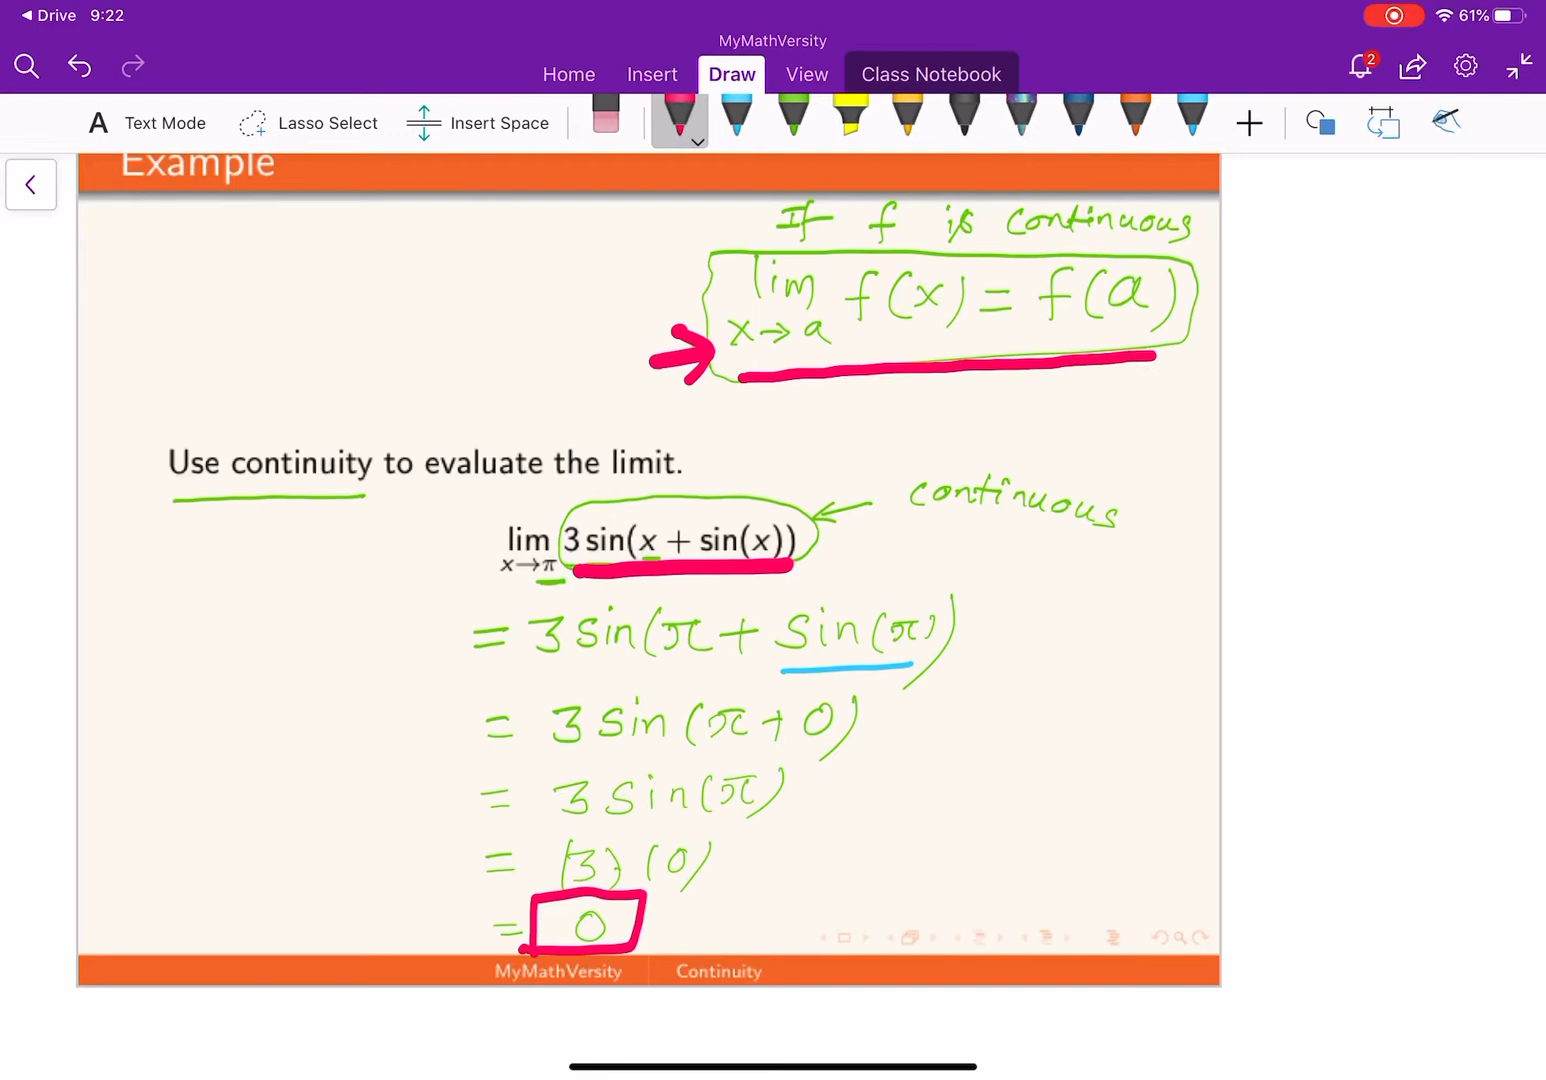 Drive 9:22
61%
MyMathVersity
Home Insert Draw View Class Notebook
2
A Text Mode Lasso Select Insert Space
Example
If f is continuous
lim f(x) = f(a)
x→a
Use continuity to evaluate the limit.
continuous
lim 3 sin(x + sin(x))
x→π
= 3 sin(π + sin(π))
= 3 sin(π + 0)
= 3 sin(π)
= (3) (0)
= 0
MyMathVersity Continuity